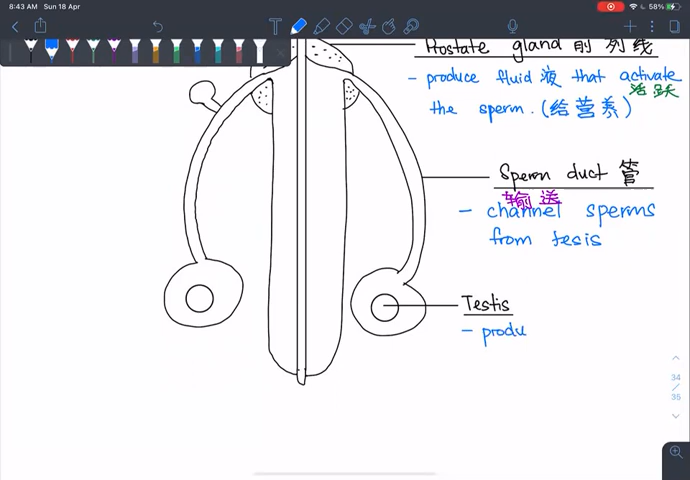 8:43 AM Sun 18 Apr
58%
Prostate gland 前列线
- produce fluid 液 that activate
活跃
the sperm. (给营养)
Sperm duct 管
输送
- channel sperms
from tesis
Testis
- produ
34
/
35